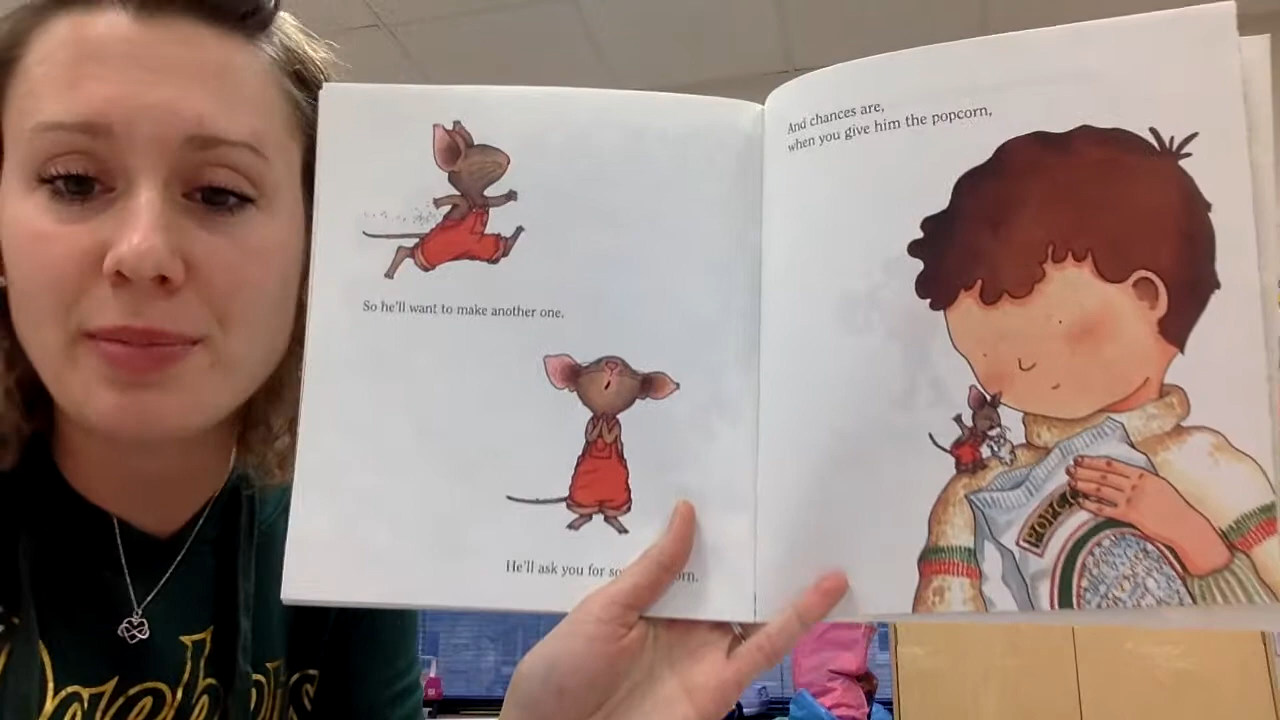 So he'll want to make another one.
He'll ask you for
And chances are,
when you give him the popcorn,